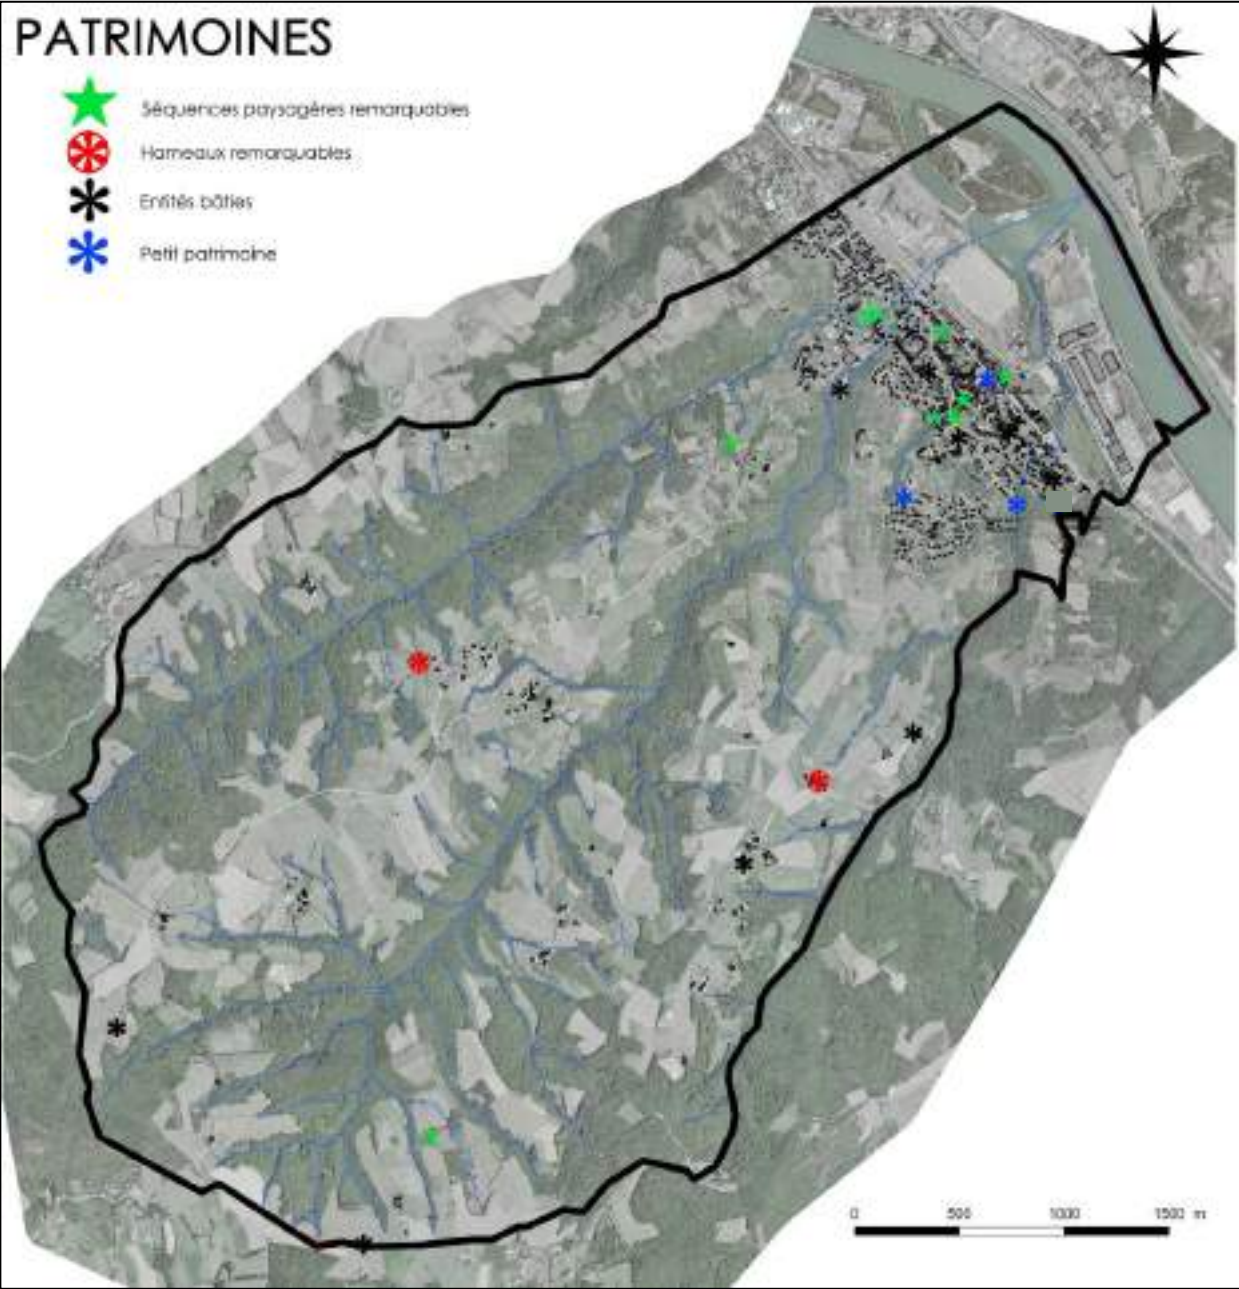 PATRIMOINES
Séquences paysagères remarquables
Hameaux remarquables
Entités bâties
Petit patrimoine
0 500 1000 1500 m